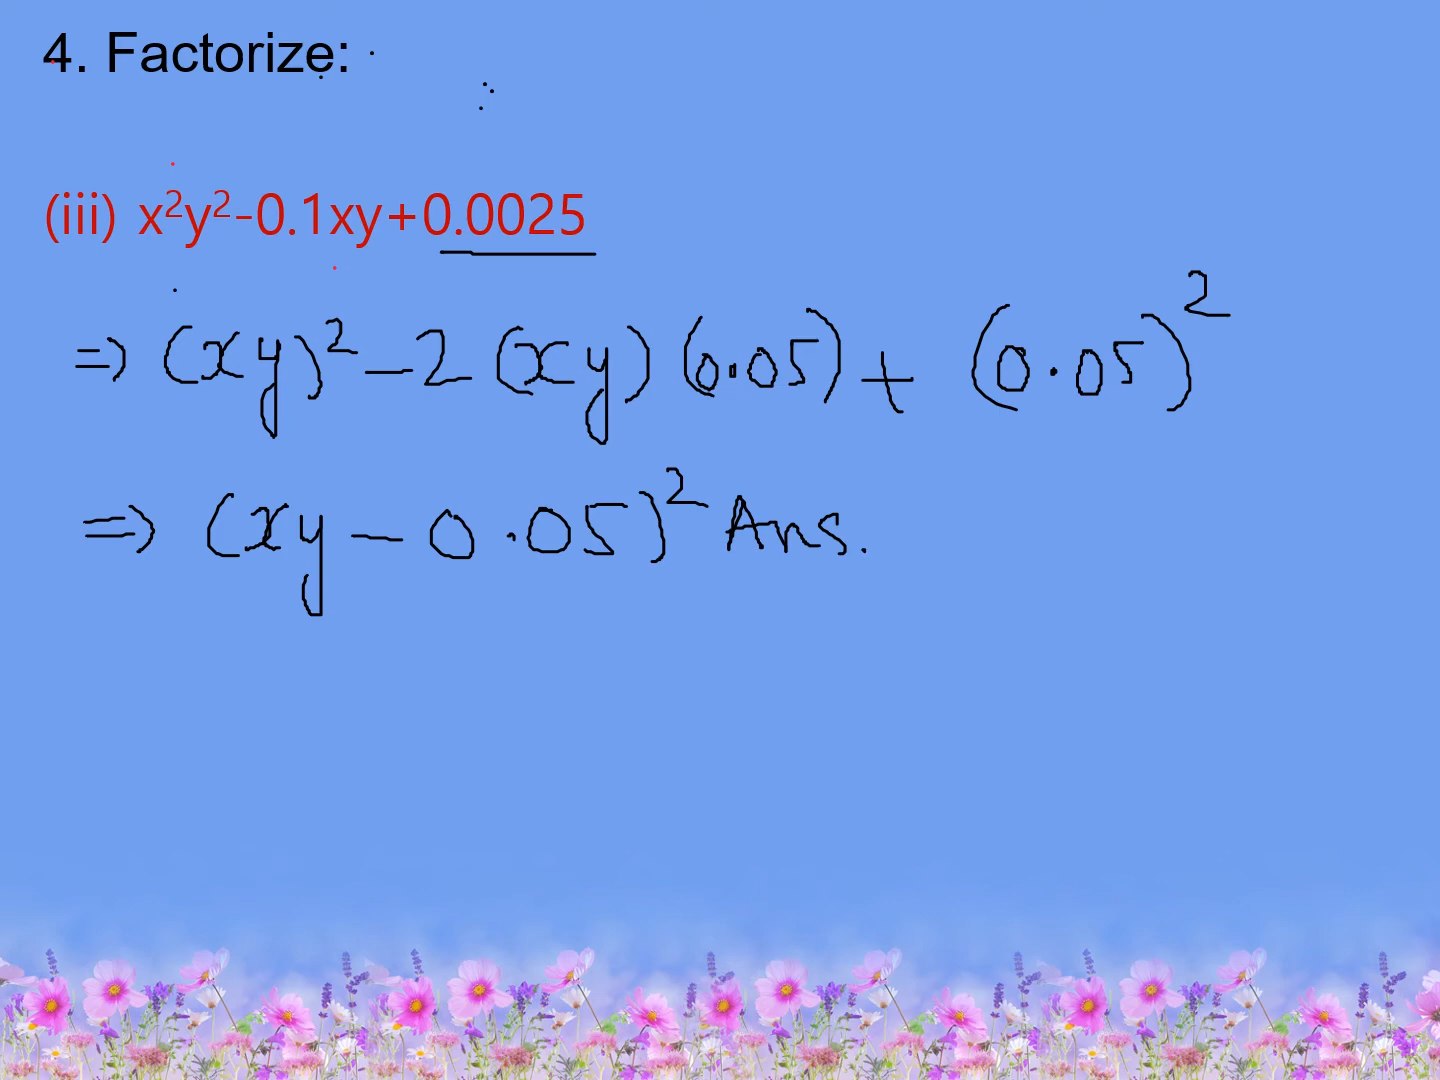 4. Factorize:
(iii) x²y²-0.1xy+0.0025
=> (xy)² - 2 (xy) (0.05) + (0.05)²
=> (xy - 0.05)² Ans.